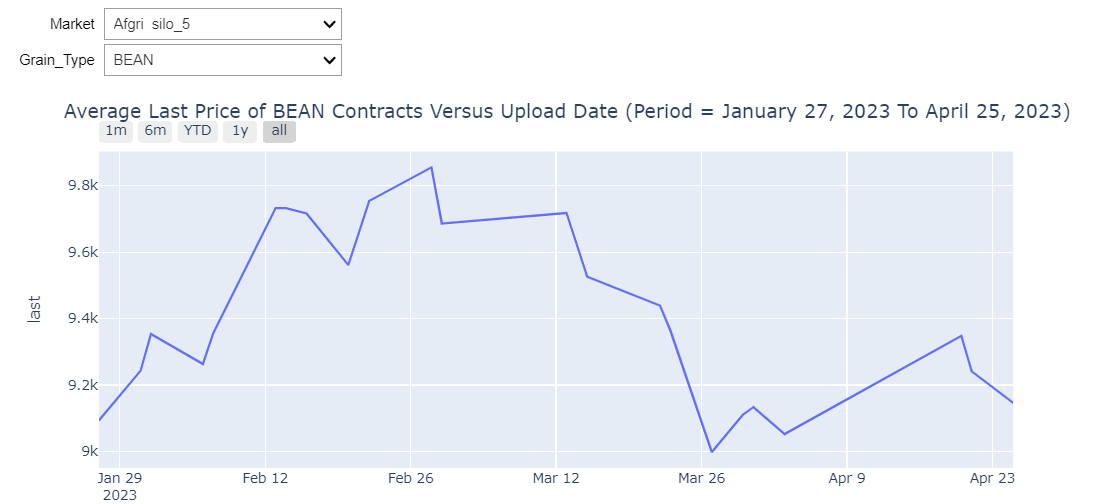 Market Afgri silo_5
Grain_Type BEAN
Average Last Price of BEAN Contracts Versus Upload Date (Period = January 27, 2023 To April 25, 2023)
1m 6m YTD 1y all
9.8k
9.6k
9.4k
9.2k
9k
last
Jan 29 Feb 12 Feb 26 Mar 12 Mar 26 Apr 9 Apr 23
2023